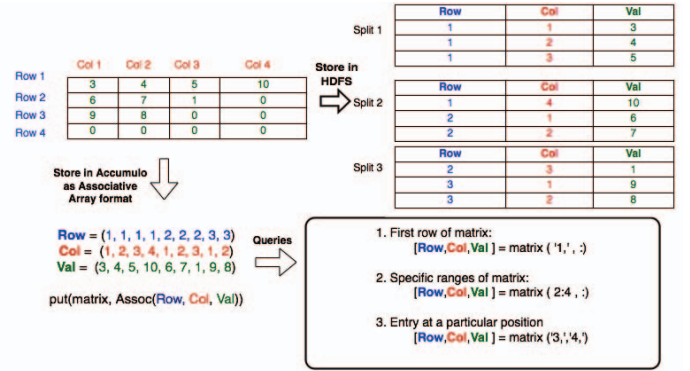 Col 1 Col 2 Col 3 Col 4
Row 1 3 4 5 10
Row 2 6 7 1 0
Row 3 9 8 0 0
Row 4 0 0 0 0
Store in
HDFS
Split 1
Row Col Val
1 1 3
1 2 4
1 3 5
Split 2
Row Col Val
1 4 10
2 1 6
2 2 7
Split 3
Row Col Val
2 3 1
3 1 9
3 2 8
Store in Accumulo
as Associative
Array format
Row = (1, 1, 1, 1, 2, 2, 2, 3, 3)
Col = (1, 2, 3, 4, 1, 2, 3, 1, 2)
Val = (3, 4, 5, 10, 6, 7, 1, 9, 8)
put(matrix, Assoc(Row, Col, Val))
Queries
1. First row of matrix:
[Row,Col,Val ] = matrix ( '1,' , :)
2. Specific ranges of matrix:
[Row,Col,Val ] = matrix ( 2:4 , :)
3. Entry at a particular position
[Row,Col,Val ] = matrix ('3,','4,')